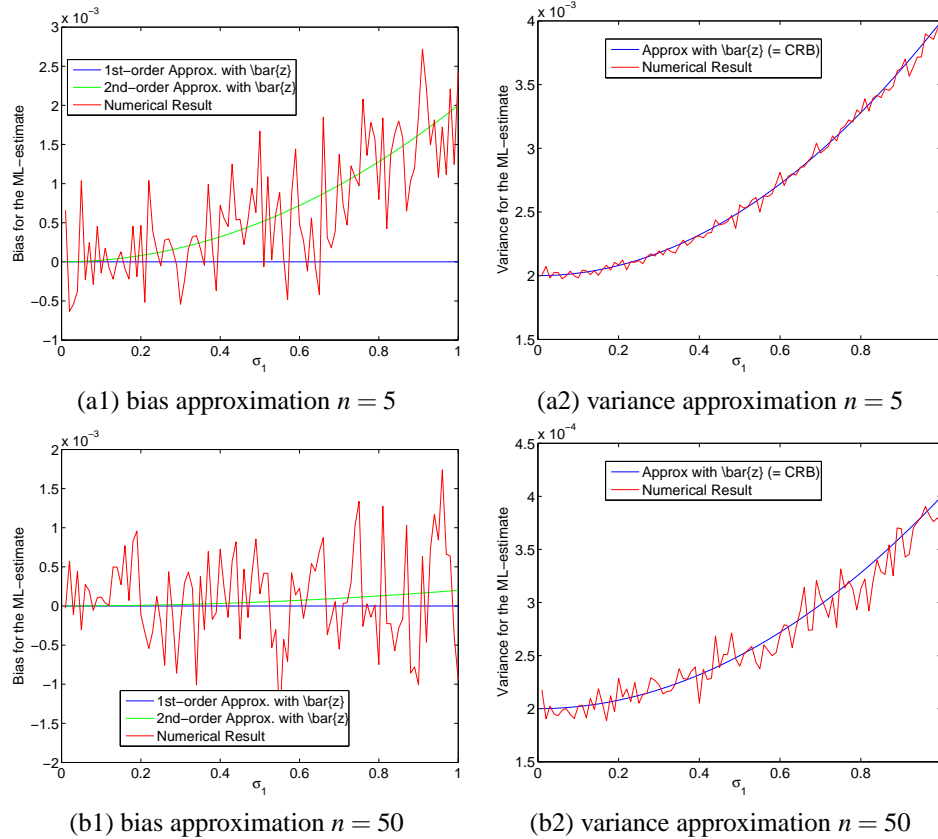 x 10⁻³
3
2.5
2
1.5
1
0.5
0
−0.5
−1
Bias for the ML−estimate
1st−order Approx. with \bar{z}
2nd−order Approx. with \bar{z}
Numerical Result
0 0.2 0.4 0.6 0.8 1
σ₁
(a1) bias approximation n = 5
x 10⁻³
4
3.5
3
2.5
2
1.5
Variance for the ML−estimate
Approx with \bar{z} (= CRB)
Numerical Result
0 0.2 0.4 0.6 0.8
σ₁
(a2) variance approximation n = 5
x 10⁻³
2
1.5
1
0.5
0
−0.5
−1
−1.5
−2
Bias for the ML−estimate
1st−order Approx. with \bar{z}
2nd−order Approx. with \bar{z}
Numerical Result
0 0.2 0.4 0.6 0.8 1
σ₁
(b1) bias approximation n = 50
x 10⁻⁴
4.5
4
3.5
3
2.5
2
1.5
Variance for the ML−estimate
Approx with \bar{z} (= CRB)
Numerical Result
0 0.2 0.4 0.6 0.8
σ₁
(b2) variance approximation n = 50